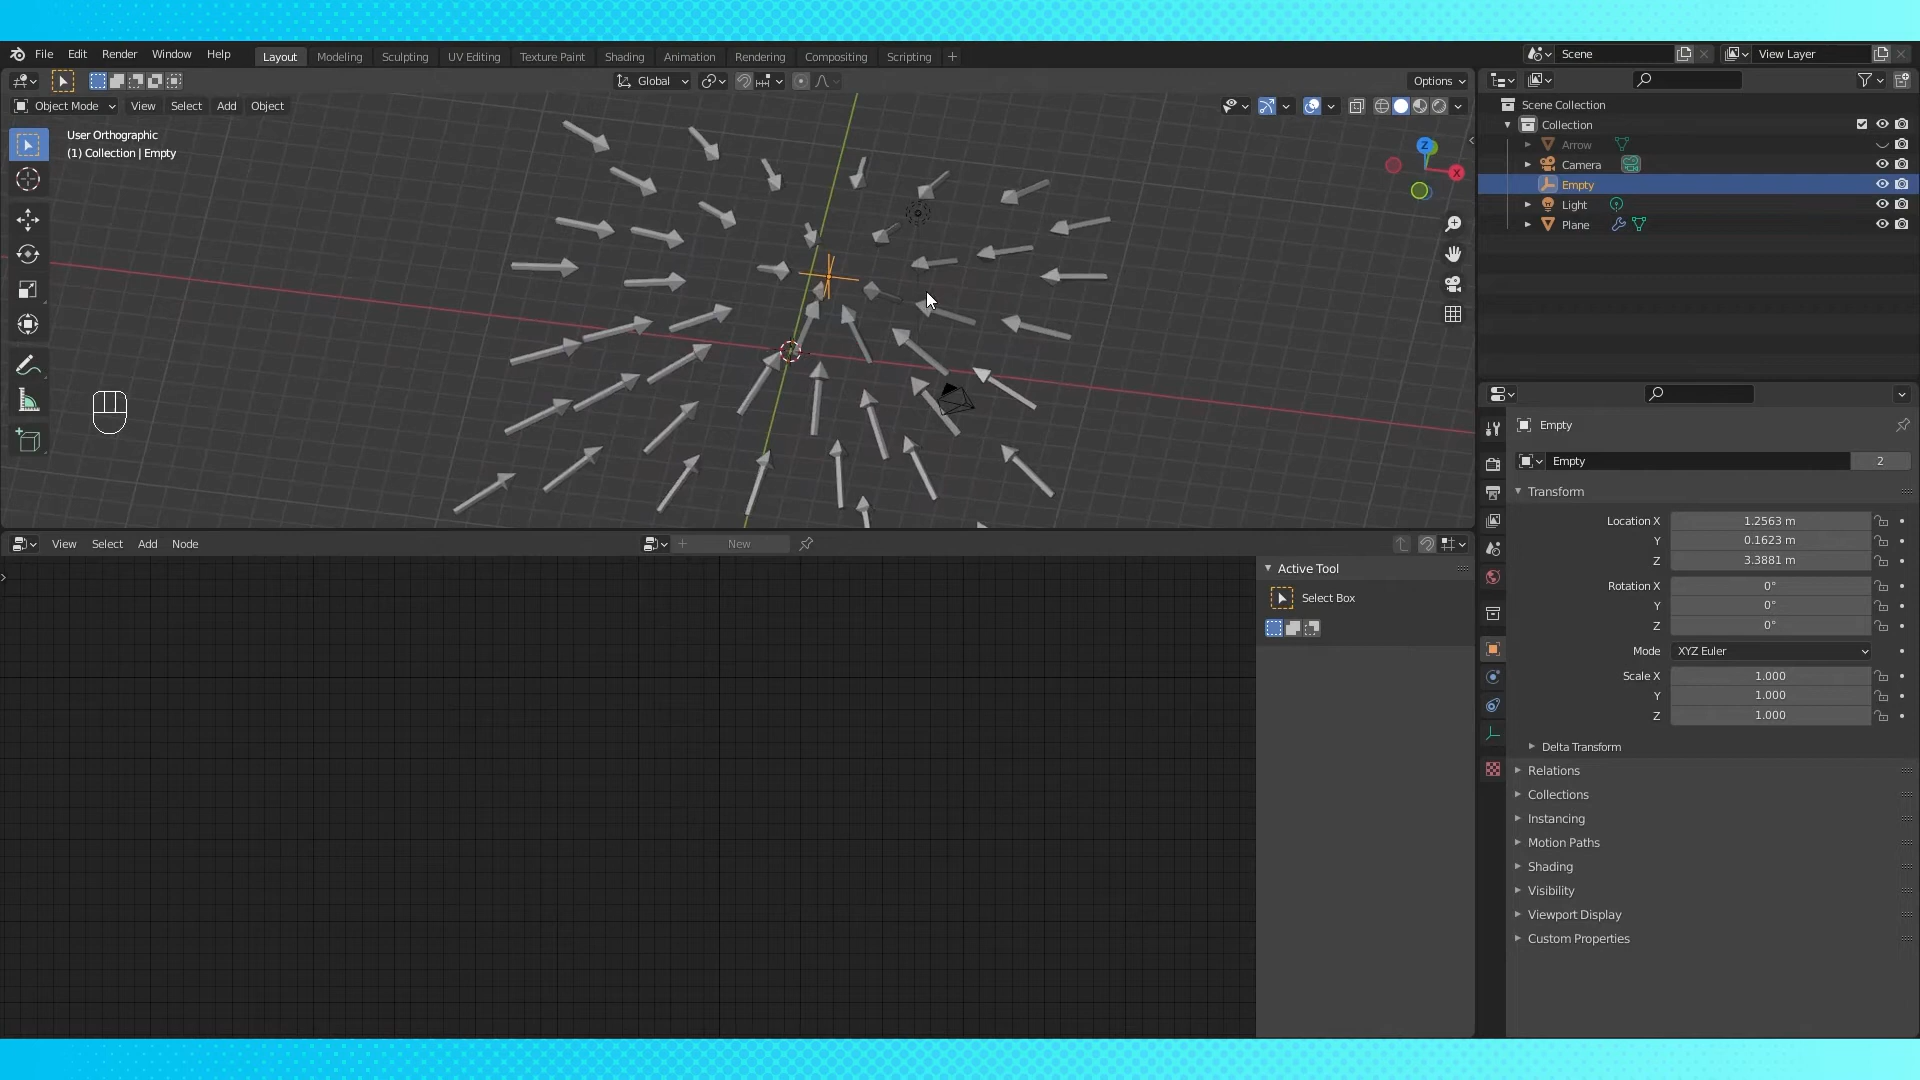 File Edit Render Window Help Layout Modeling Sculpting UV Editing Texture Paint Shading Animation Rendering Compositing Scripting + Scene View Layer
Global Options
Object Mode View Select Add Object
User Orthographic
(1) Collection | Empty
Z
X
Scene Collection
Collection
Arrow
Camera
Empty
Light
Plane
Empty
Empty 2
Transform
Location X 1.2563 m
Y 0.1623 m
Z 3.3881 m
Rotation X 0°
Y 0°
Z 0°
Mode XYZ Euler
Scale X 1.000
Y 1.000
Z 1.000
Delta Transform
Relations
Collections
Instancing
Motion Paths
Shading
Visibility
Viewport Display
Custom Properties
View Select Add Node New
Active Tool
Select Box